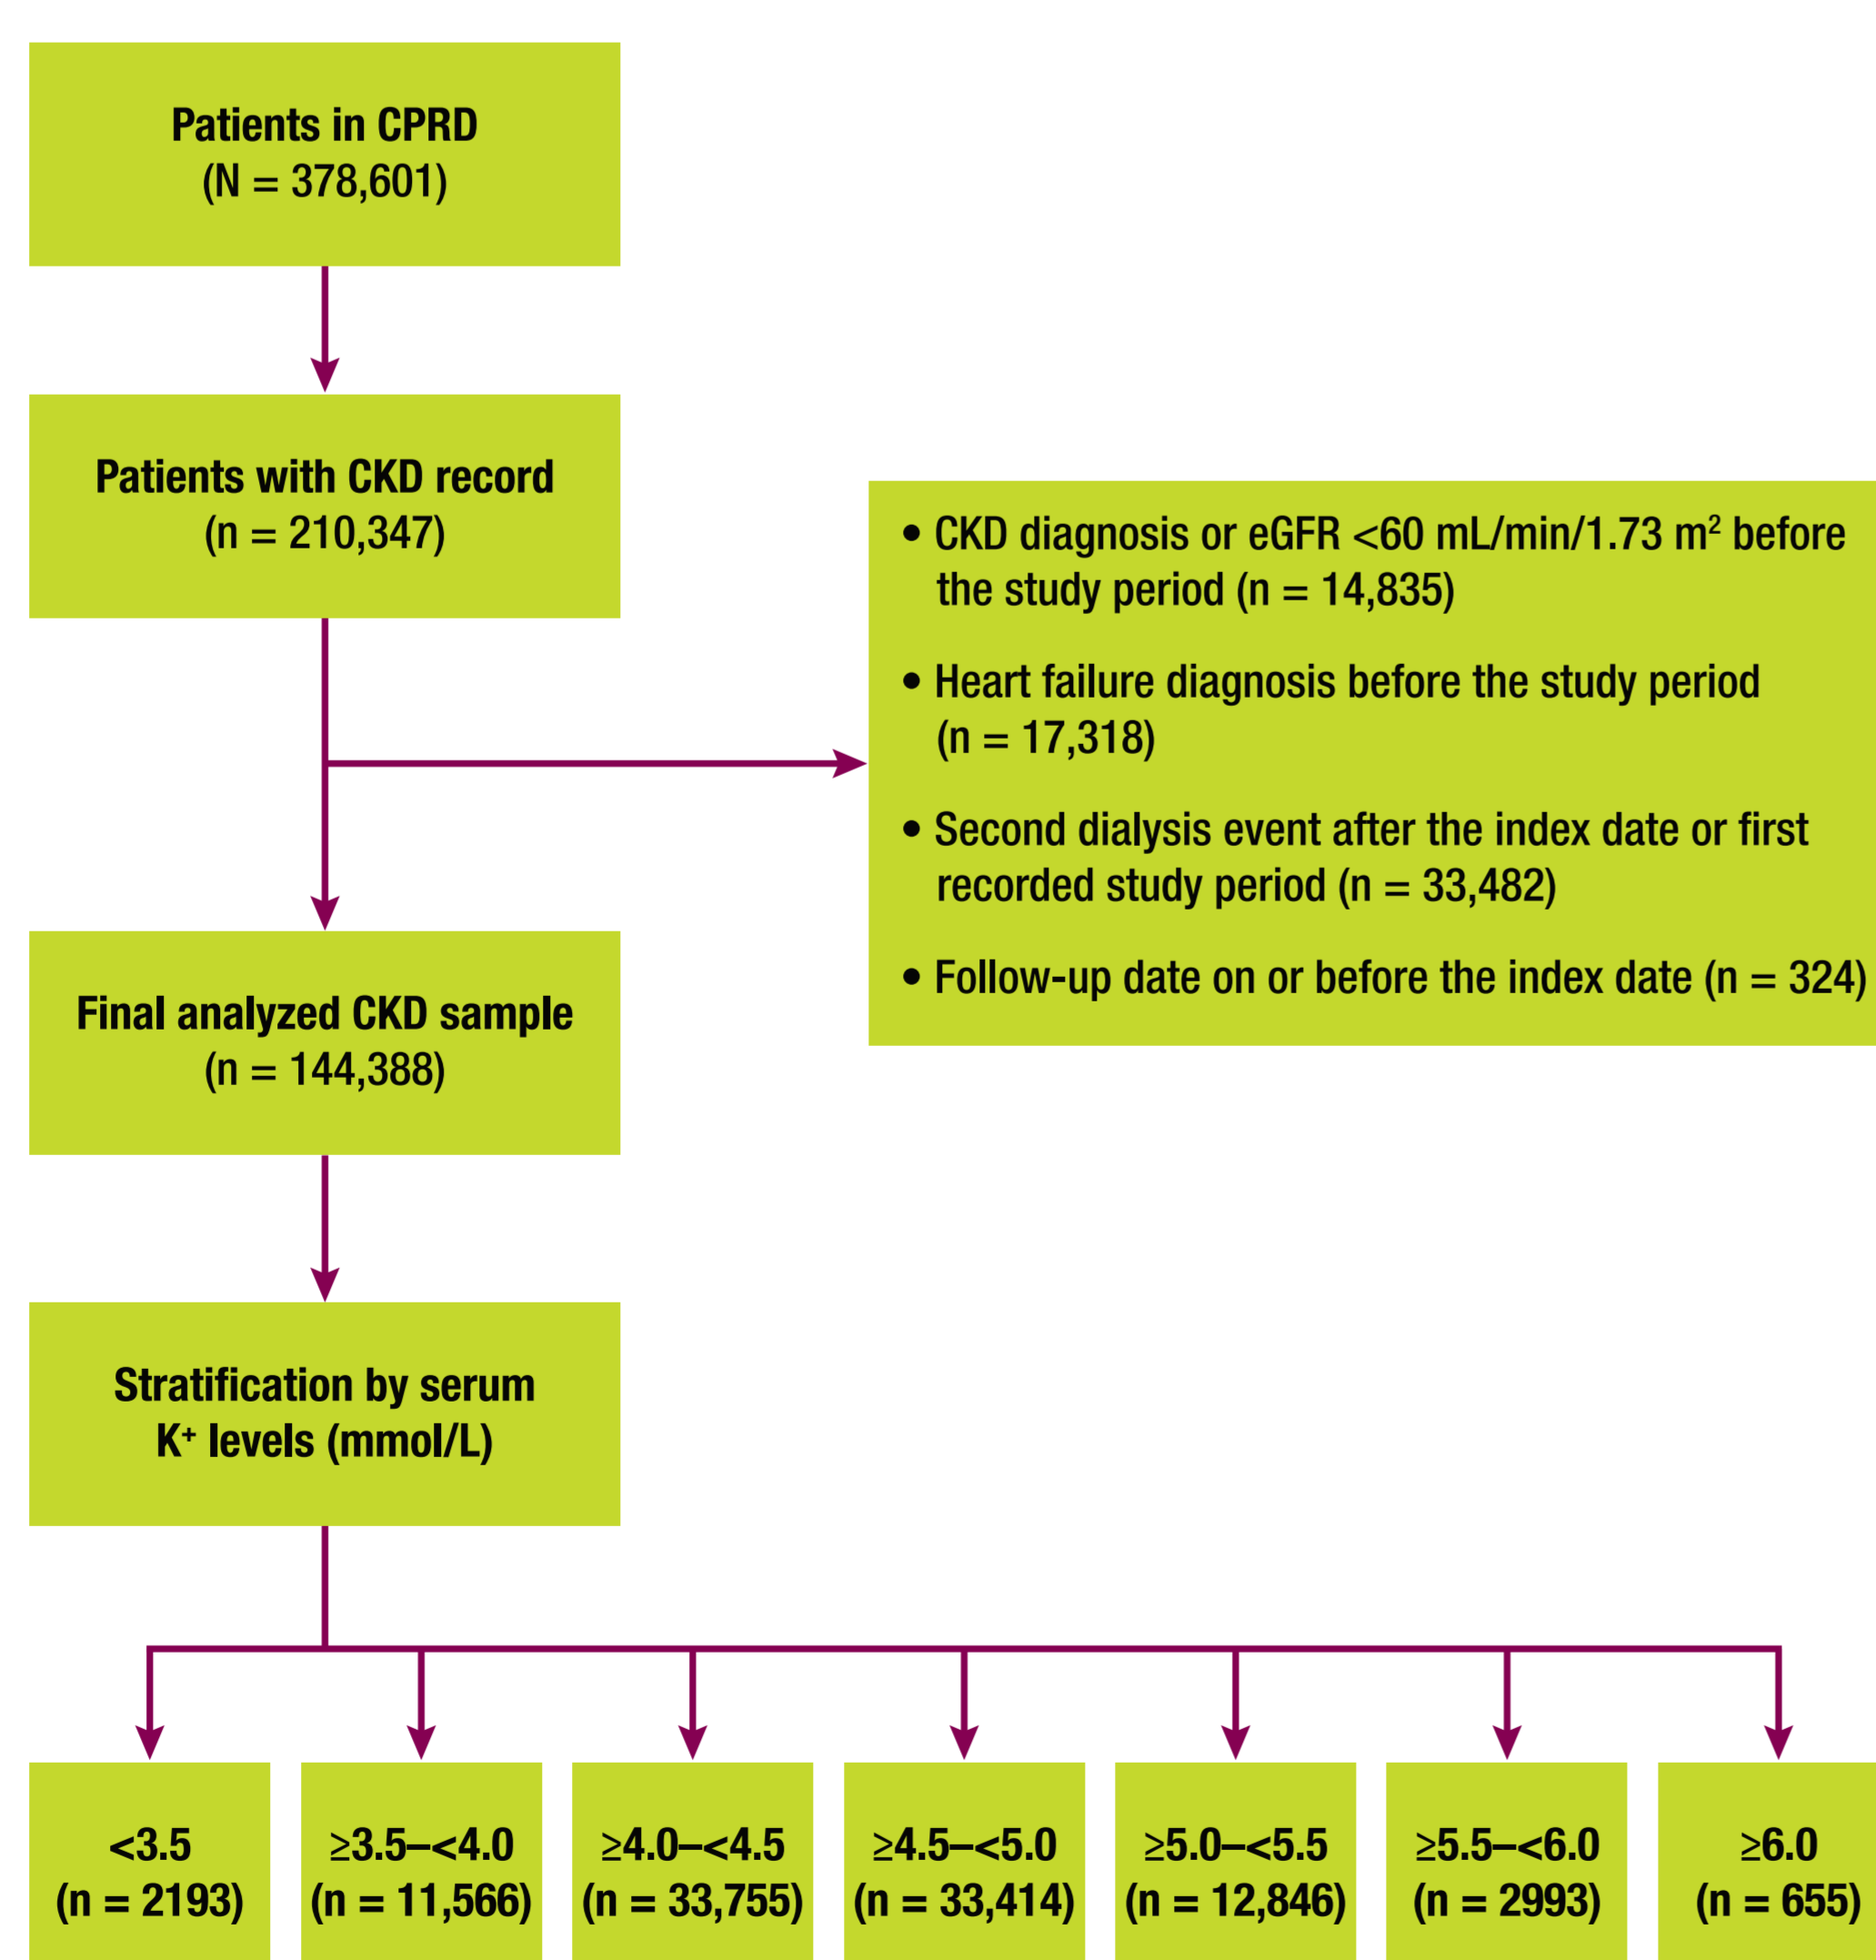 Patients in CPRD
(N = 378,601)
Patients with CKD record
(n = 210,347)
• CKD diagnosis or eGFR <60 mL/min/1.73 m² before
the study period (n = 14,835)
• Heart failure diagnosis before the study period
(n = 17,318)
• Second dialysis event after the index date or first
recorded study period (n = 33,482)
• Follow-up date on or before the index date (n = 324)
Final analyzed CKD sample
(n = 144,388)
Stratification by serum
K⁺ levels (mmol/L)
<3.5
(n = 2193)
≥3.5–<4.0
(n = 11,566)
≥4.0–<4.5
(n = 33,755)
≥4.5–<5.0
(n = 33,414)
≥5.0–<5.5
(n = 12,846)
≥5.5–<6.0
(n = 2993)
≥6.0
(n = 655)